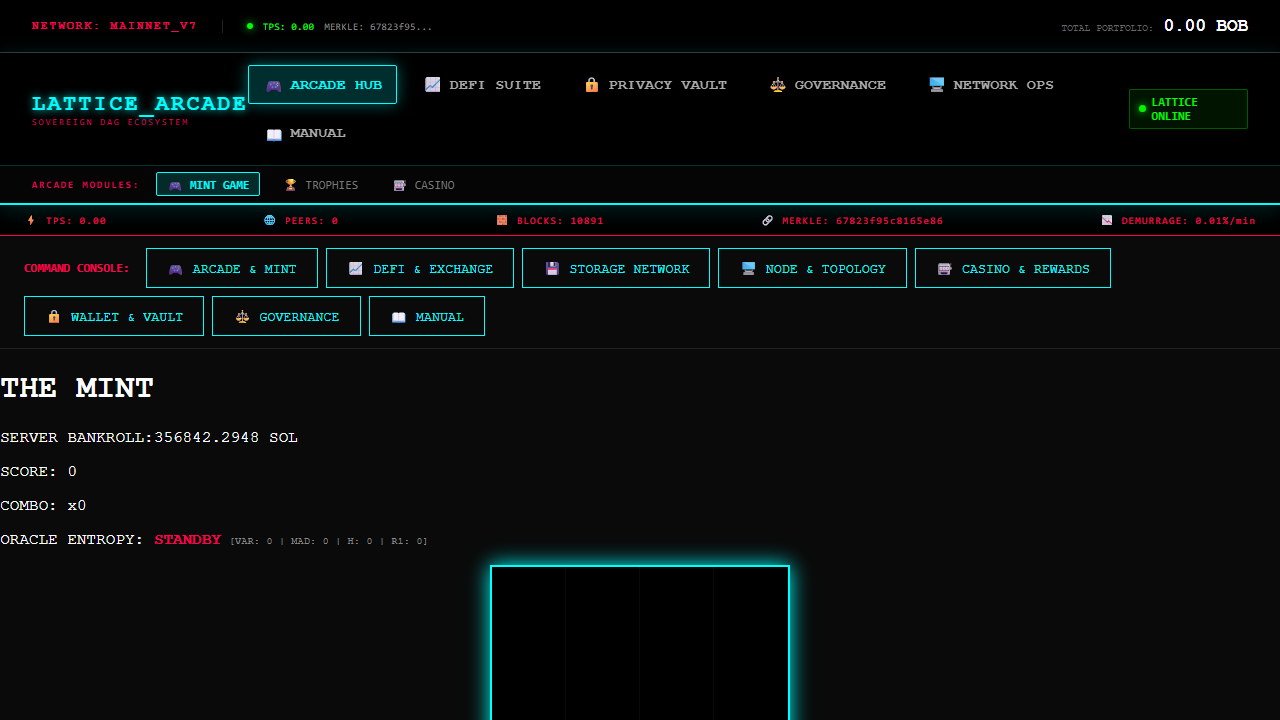 NETWORK: MAINNET_V7
TPS: 0.00 MERKLE: 67823f95...
TOTAL PORTFOLIO: 0.00 BOB
LATTICE_ARCADE
SOVEREIGN DAG ECOSYSTEM
ARCADE HUB DEFI SUITE PRIVACY VAULT GOVERNANCE NETWORK OPS
MANUAL
LATTICE
ONLINE
ARCADE MODULES: MINT GAME TROPHIES CASINO
TPS: 0.00 PEERS: 0 BLOCKS: 10891 MERKLE: 67823f95c8165e86 DEMURRAGE: 0.01%/min
COMMAND CONSOLE: ARCADE & MINT DEFI & EXCHANGE STORAGE NETWORK NODE & TOPOLOGY CASINO & REWARDS
WALLET & VAULT GOVERNANCE MANUAL
THE MINT
SERVER BANKROLL:356842.2948 SOL
SCORE: 0
COMBO: x0
ORACLE ENTROPY: STANDBY [VAR: 0 | MAD: 0 | H: 0 | R1: 0]